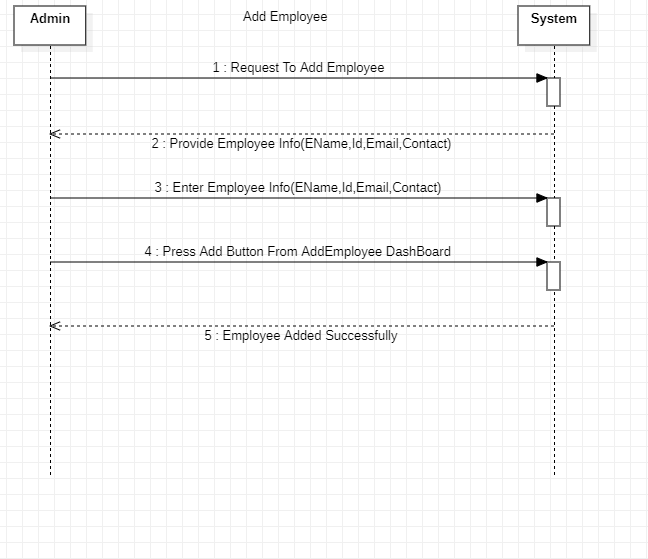 Add Employee
Admin
System
1 : Request To Add Employee
2 : Provide Employee Info(EName,Id,Email,Contact)
3 : Enter Employee Info(EName,Id,Email,Contact)
4 : Press Add Button From AddEmployee DashBoard
5 : Employee Added Successfully